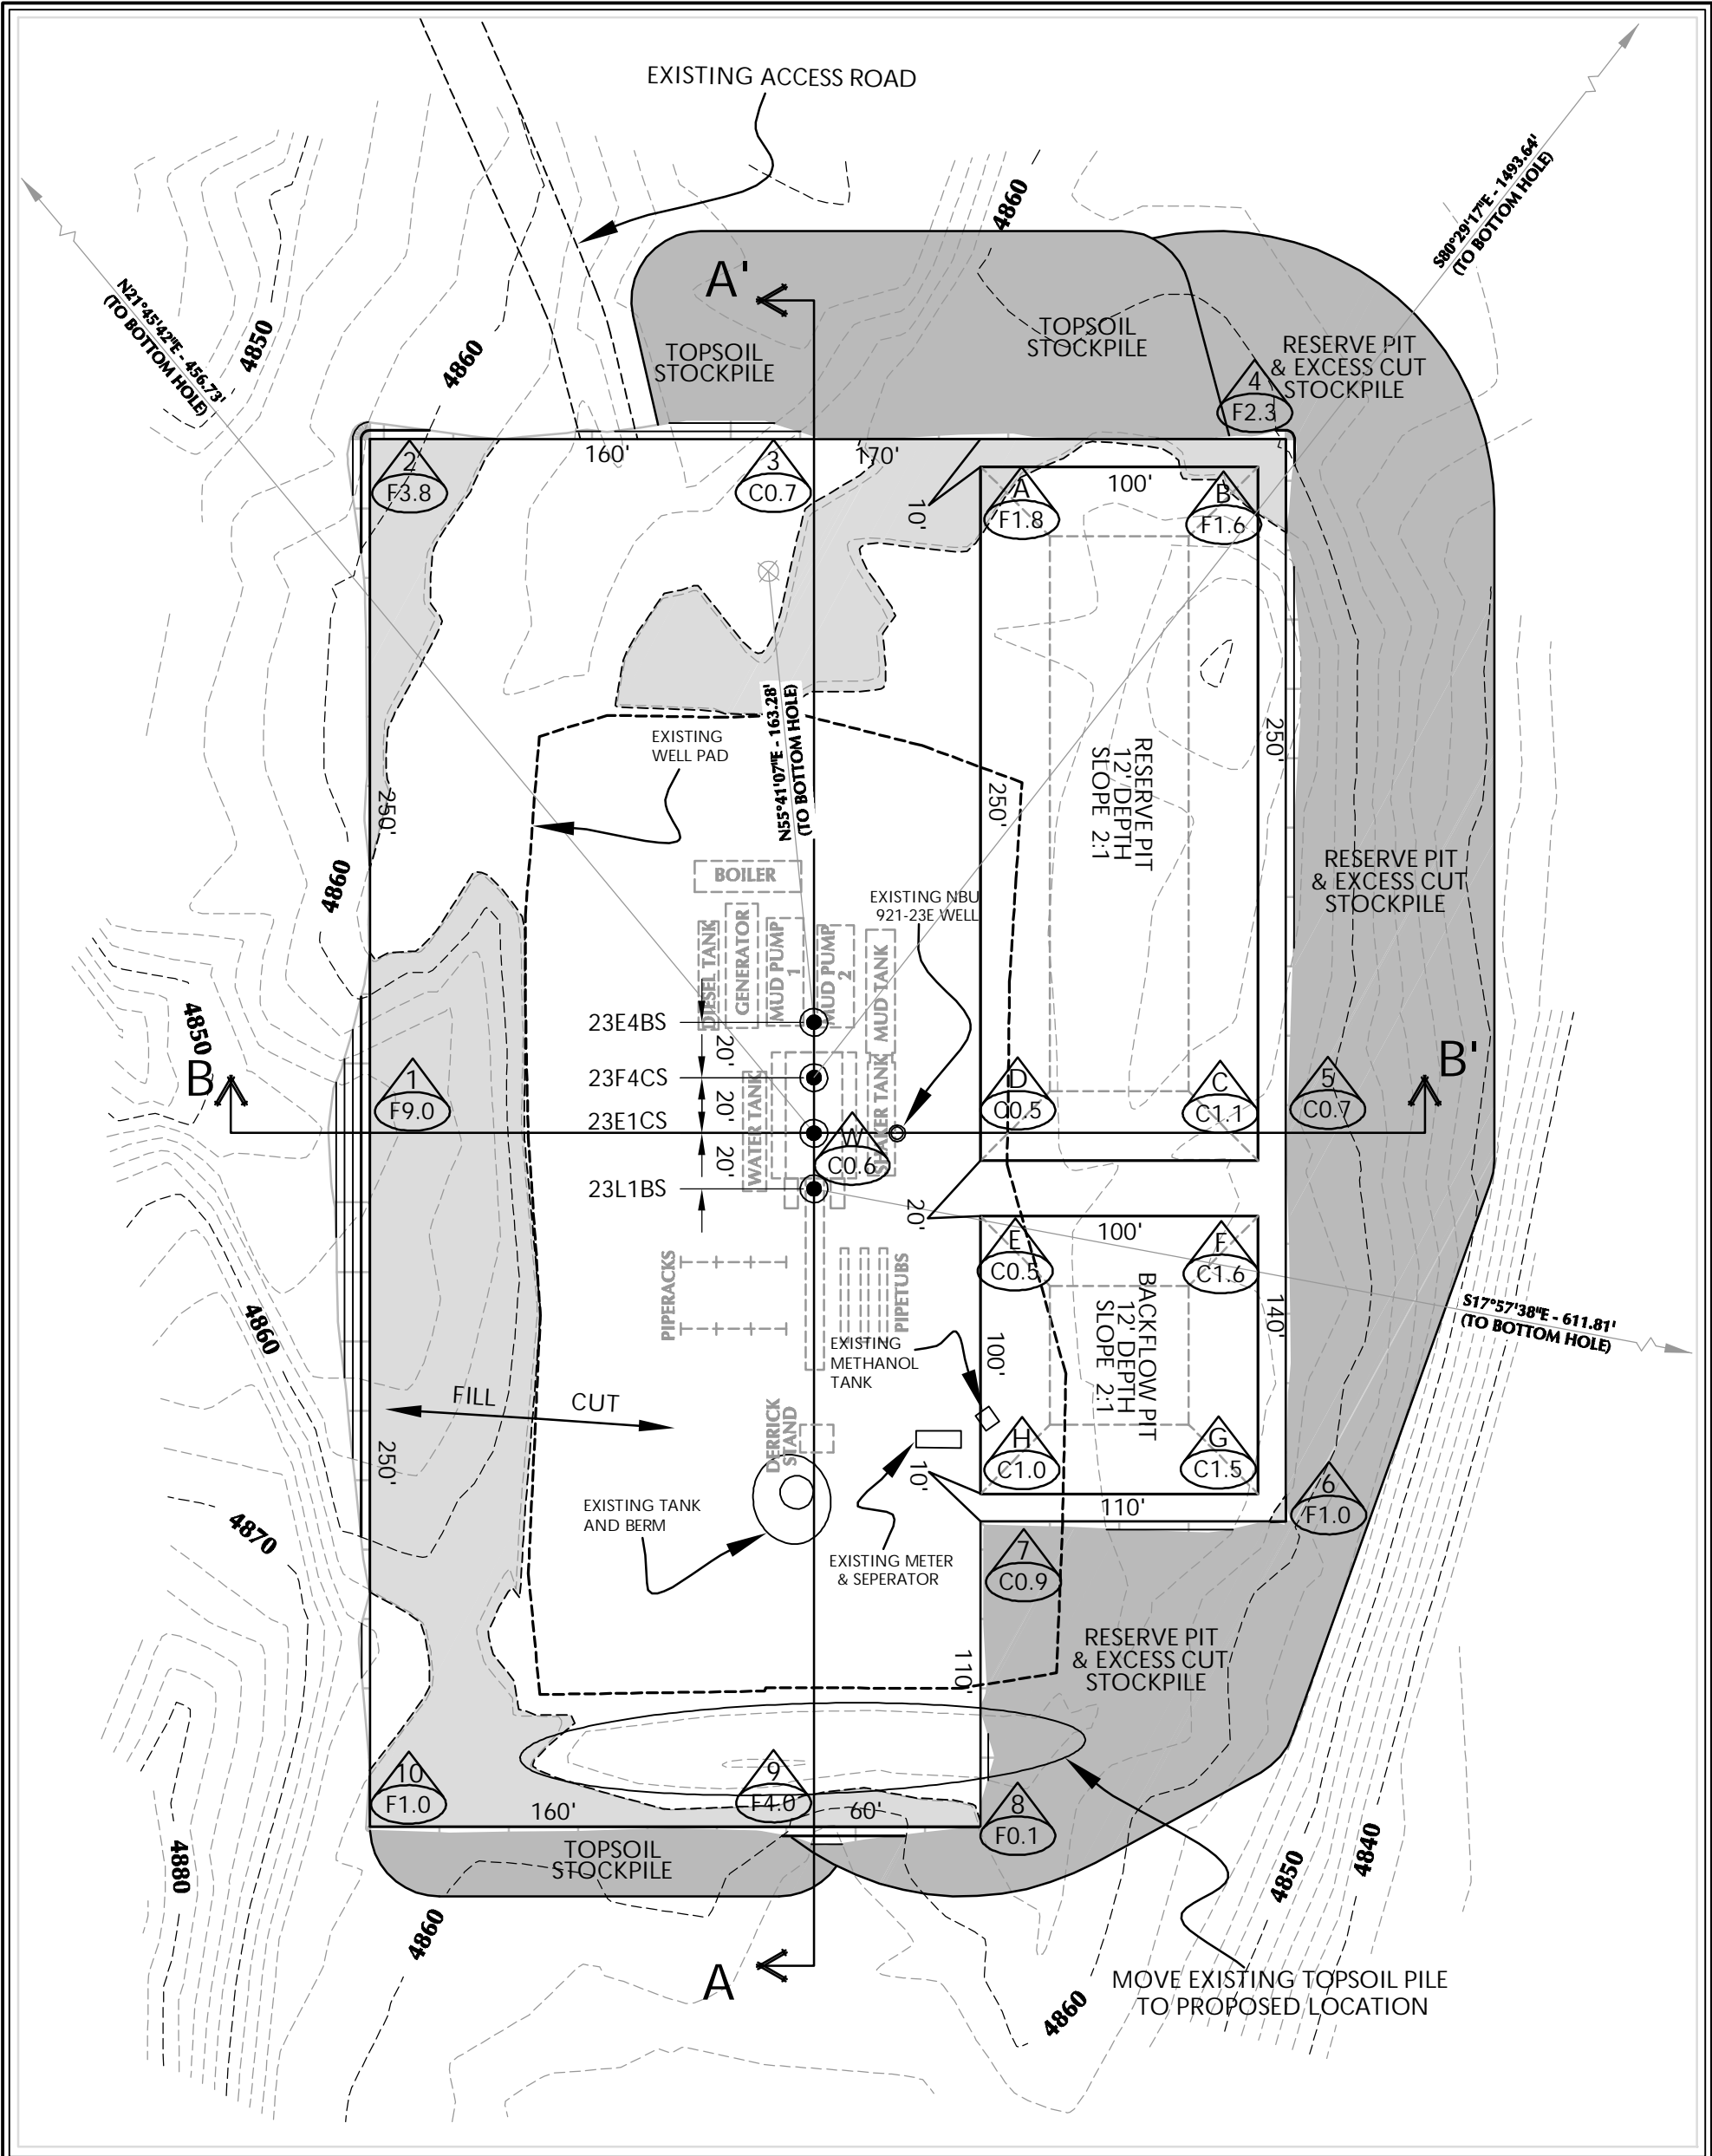 EXISTING ACCESS ROAD
4860
S80°29'17"E - 1493.64'
(TO BOTTOM HOLE)
N21°45'42"E - 456.73'
(TO BOTTOM HOLE)
4850
4860
A'
TOPSOIL
STOCKPILE
TOPSOIL
STOCKPILE
RESERVE PIT
& EXCESS CUT
STOCKPILE
4
F2.3
2
F3.8
160'
3
C0.7
170'
10'
A
F1.8
100'
B
F1.6
EXISTING
WELL PAD
N55°41'07"E - 163.28'
(TO BOTTOM HOLE)
250'
250'
RESERVE PIT
12' DEPTH
SLOPE 2:1
250'
4860
BOILER
EXISTING NBU
921-23E WELL
RESERVE PIT
& EXCESS CUT
STOCKPILE
DIESEL TANK
GENERATOR
MUD PUMP
1
MUD PUMP
2
MUD TANK
4850
23E4BS
20'
23F4CS
20'
23E1CS
20'
23L1BS
WATER TANK
SHAKER TANK
W
C0.6
B
1
F9.0
D
C0.5
C
C1.1
5
C0.7
B'
20'
E
C0.5
100'
F
C1.6
PIPERACKS
PIPETUBS
BACKFLOW PIT
12' DEPTH
SLOPE 2:1
140'
100'
S17°57'38"E - 611.81'
(TO BOTTOM HOLE)
4860
EXISTING
METHANOL
TANK
FILL
CUT
DERRICK
STAND
250'
H
C1.0
G
C1.5
10'
110'
6
F1.0
4870
EXISTING TANK
AND BERM
EXISTING METER
& SEPERATOR
7
C0.9
110'
RESERVE PIT
& EXCESS CUT
STOCKPILE
10
F1.0
160'
9
F4.0
60'
8
F0.1
TOPSOIL
STOCKPILE
4880
4850
4840
4860
A
4860
MOVE EXISTING TOPSOIL PILE
TO PROPOSED LOCATION